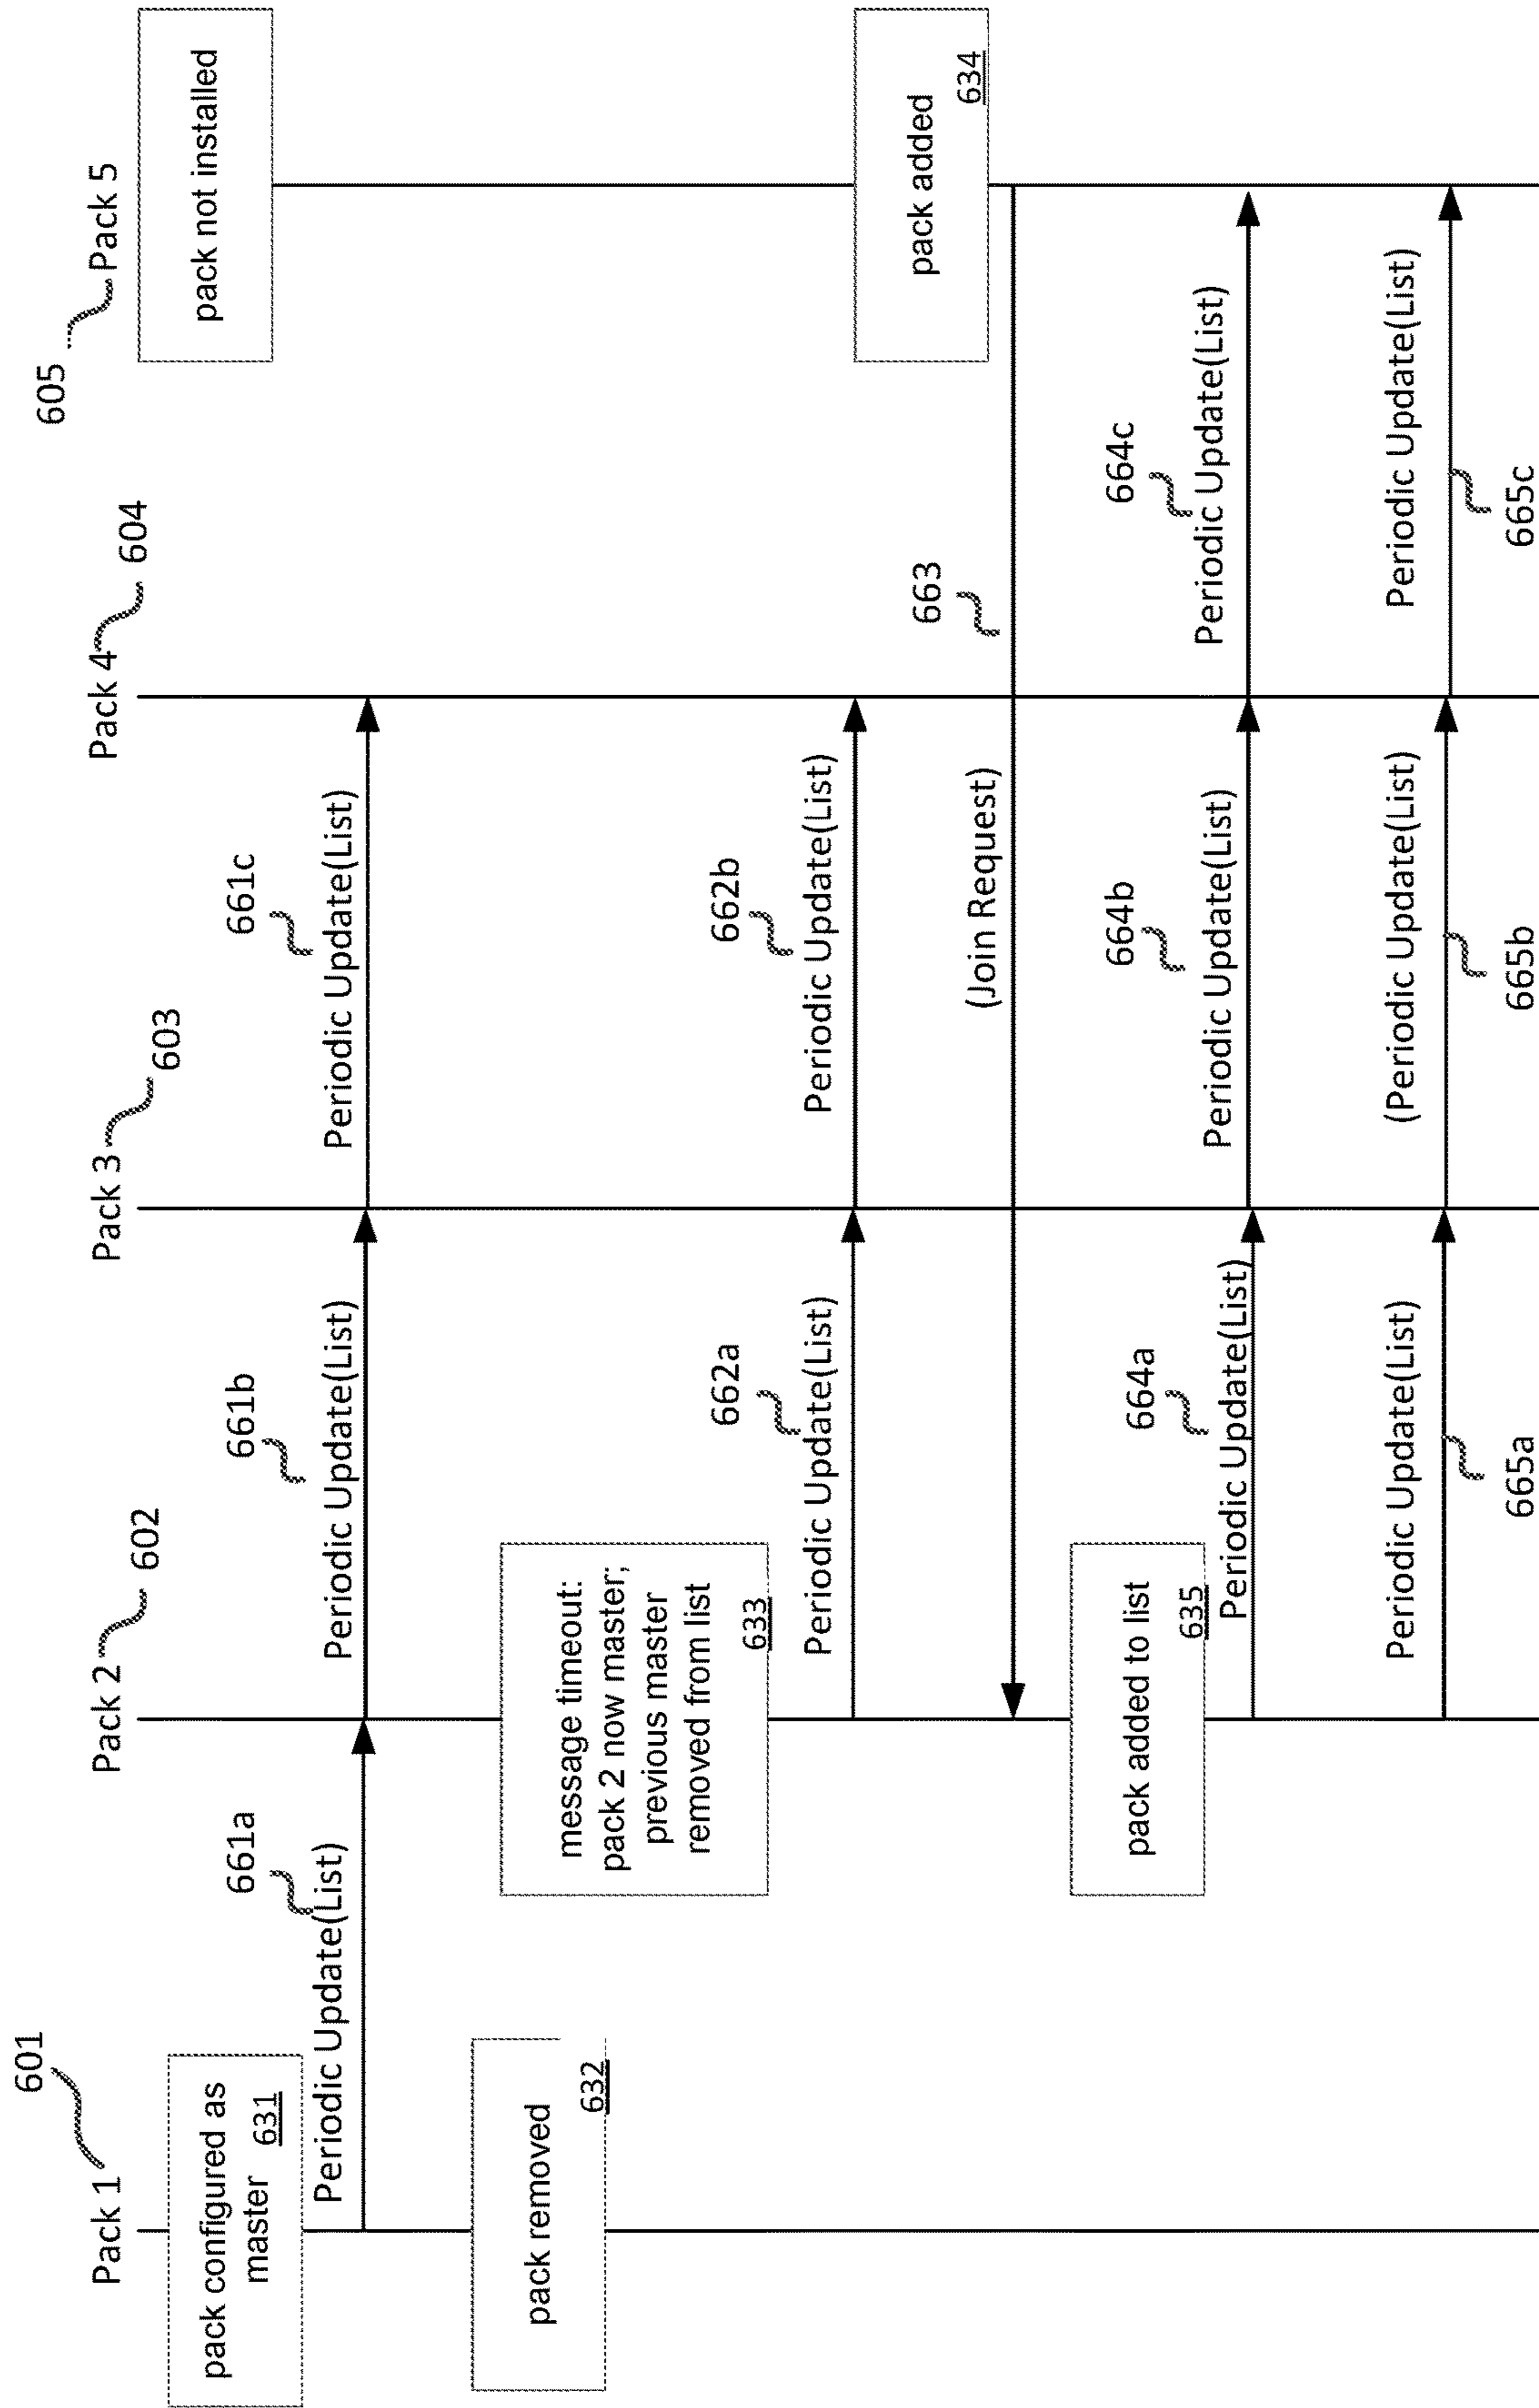 601
Pack 1
Pack 2
602
Pack 3
603
Pack 4
604
605
Pack 5
pack configured as
master 631
pack not installed
661a
Periodic Update(List)
661b
Periodic Update(List)
661c
Periodic Update(List)
pack removed
632
message timeout:
pack 2 now master;
previous master
removed from list
633
662a
Periodic Update(List)
662b
Periodic Update(List)
pack added
634
663
(Join Request)
pack added to list
635
664a
Periodic Update(List)
664b
Periodic Update(List)
664c
Periodic Update(List)
Periodic Update(List)
665a
(Periodic Update(List)
665b
Periodic Update(List)
665c